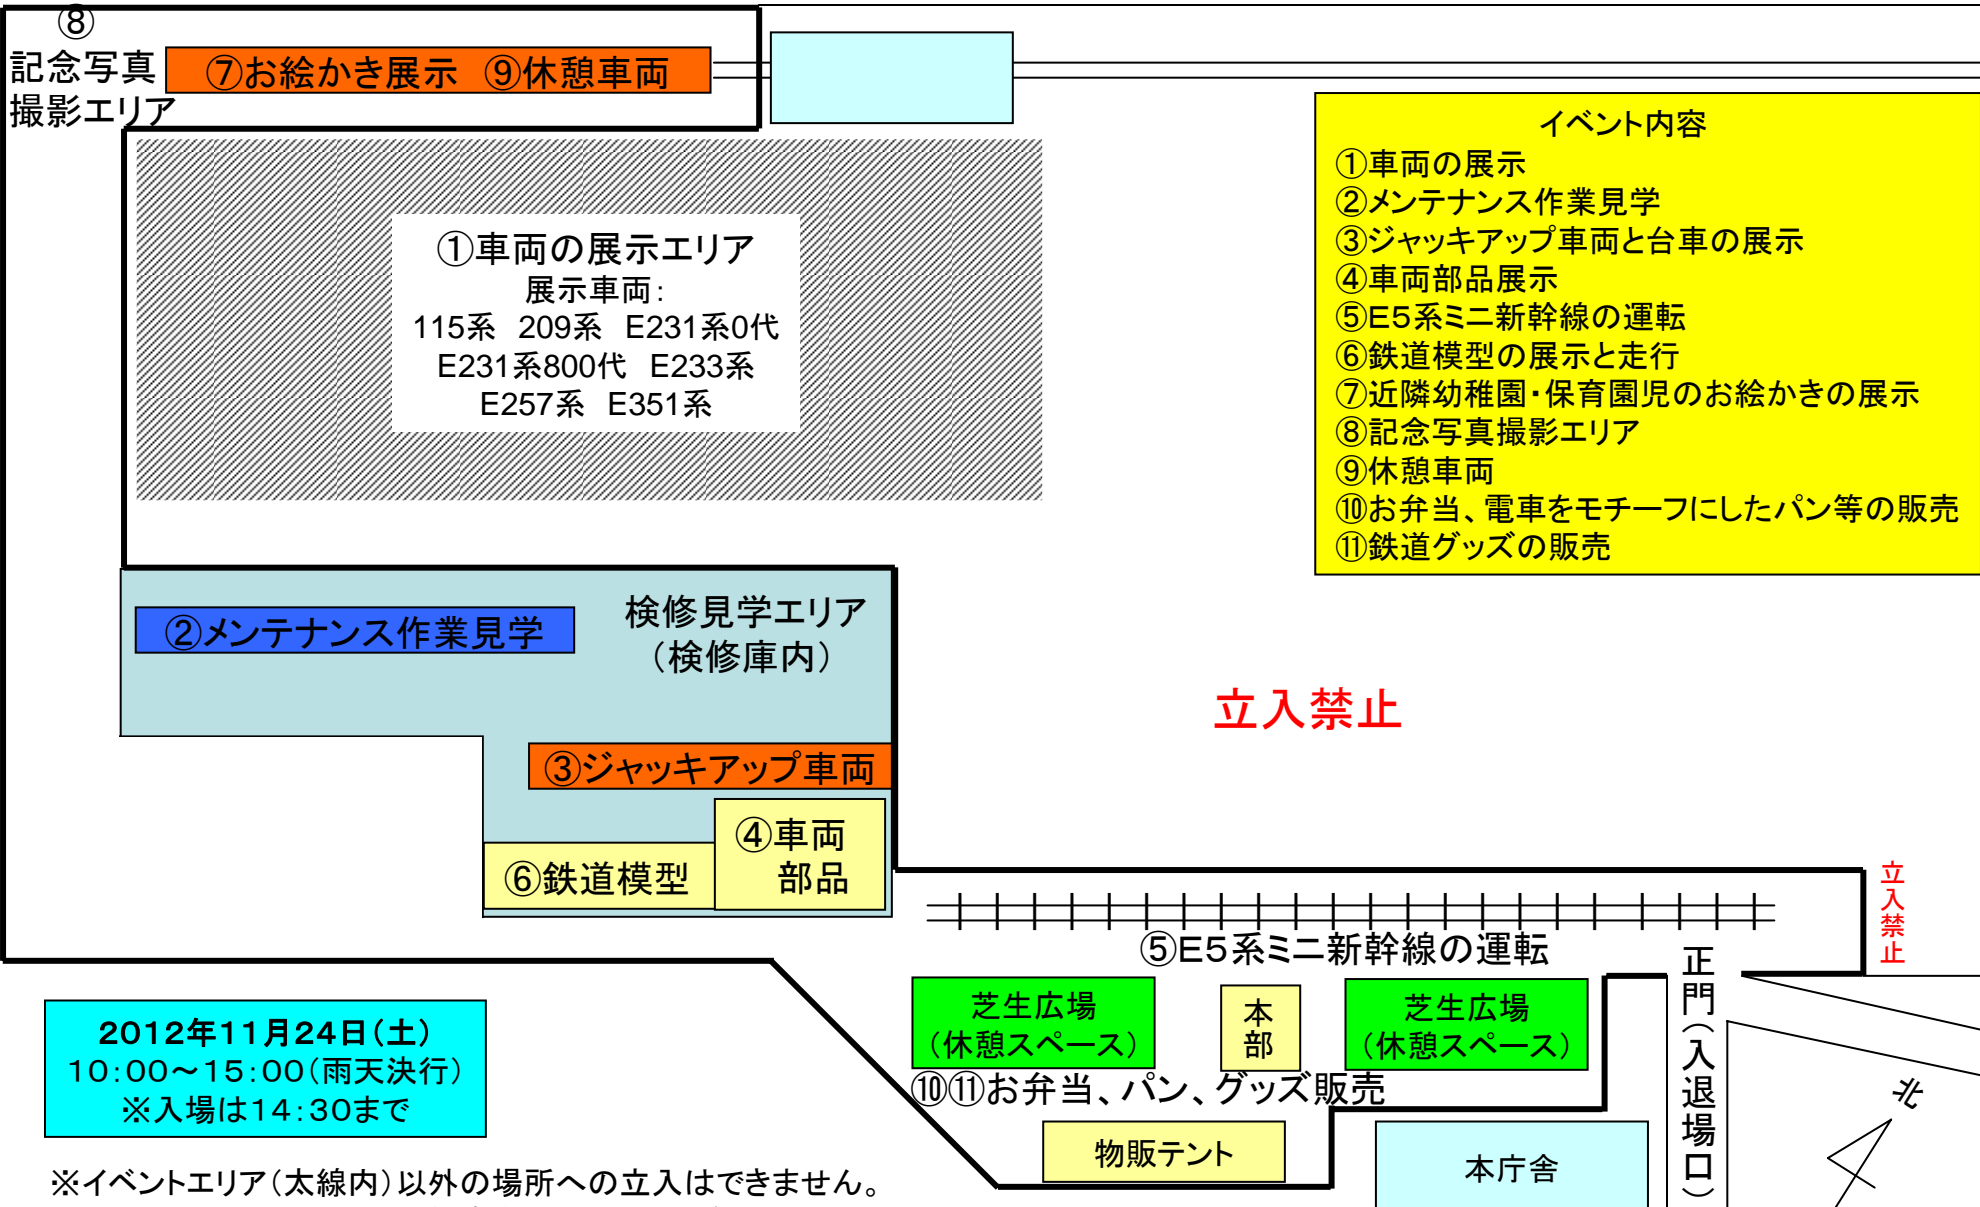 ⑧
記念写真
撮影エリア
⑦お絵かき展示　⑨休憩車両
イベント内容
①車両の展示
②メンテナンス作業見学
③ジャッキアップ車両と台車の展示
④車両部品展示
⑤E5系ミニ新幹線の運転
⑥鉄道模型の展示と走行
⑦近隣幼稚園・保育園児のお絵かきの展示
⑧記念写真撮影エリア
⑨休憩車両
⑩お弁当、電車をモチーフにしたパン等の販売
⑪鉄道グッズの販売
①車両の展示エリア
展示車両：
115系　209系　E231系0代
E231系800代　E233系
E257系　E351系
②メンテナンス作業見学
検修見学エリア
（検修庫内）
立入禁止
③ジャッキアップ車両
④車両
部品
⑥鉄道模型
立入禁止
⑤E5系ミニ新幹線の運転
正門（入退場口）
芝生広場
（休憩スペース）
本部
芝生広場
（休憩スペース）
⑩⑪お弁当、パン、グッズ販売
物販テント
本庁舎
北
2012年11月24日（土）
10：00～15：00（雨天決行）
※入場は14：30まで
※イベントエリア（太線内）以外の場所への立入はできません。